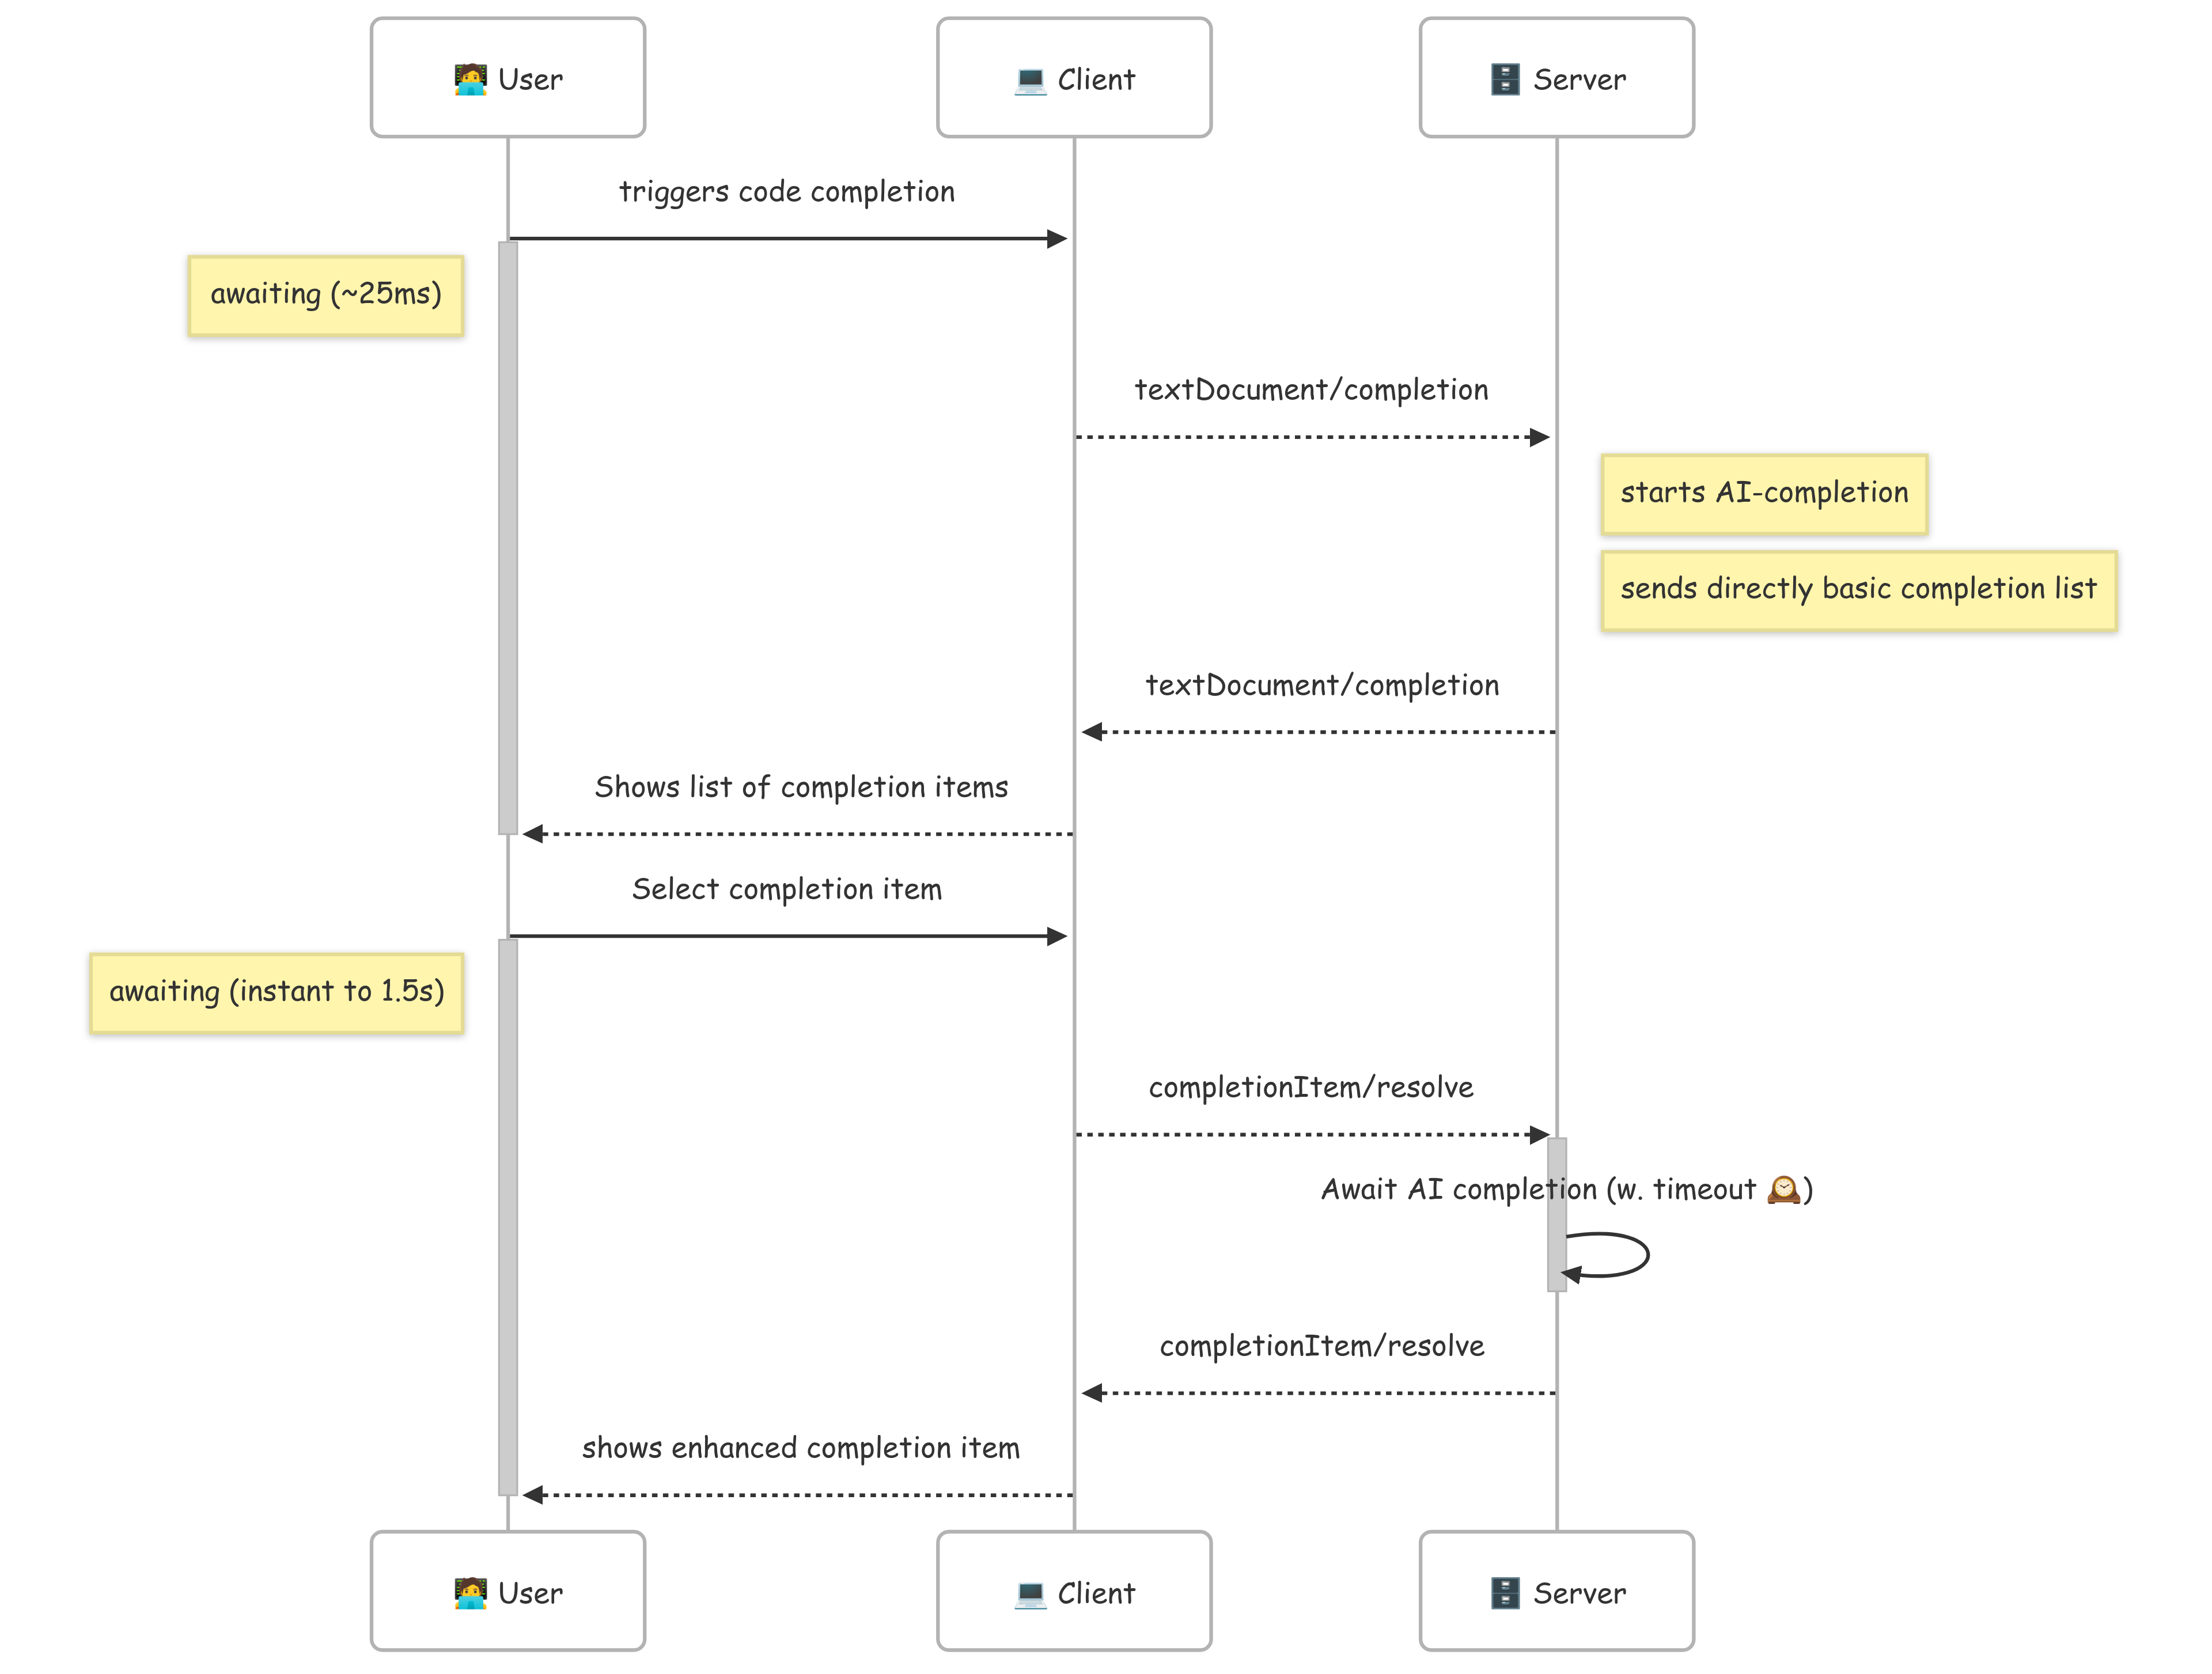 User
Client
Server
triggers code completion
awaiting (~25ms)
textDocument/completion
starts AI-completion
sends directly basic completion list
textDocument/completion
Shows list of completion items
Select completion item
awaiting (instant to 1.5s)
completionItem/resolve
Await AI completion (w. timeout 🕰️)
completionItem/resolve
shows enhanced completion item
User
Client
Server